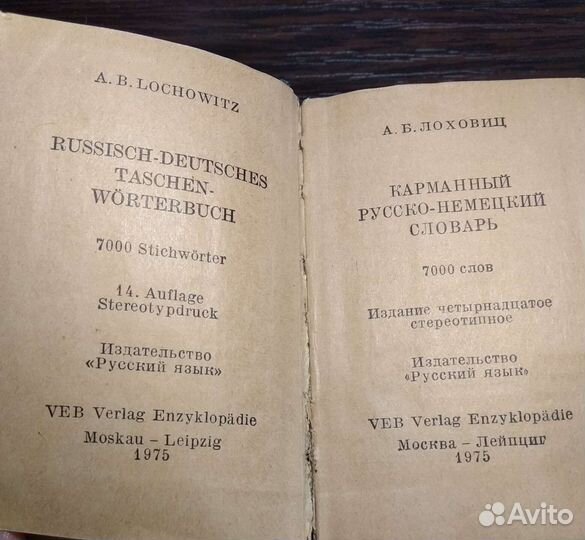 A. B. LOCHOWITZ
RUSSISCH-DEUTSCHES
TASCHEN-
WÖRTERBUCH
7000 Stichwörter
14. Auflage
Stereotypdruck
Издательство
«Русский язык»
VEB Verlag Enzyklopädie
Moskau – Leipzig
1975
А. Б. ЛОХОВИЦ
КАРМАННЫЙ
РУССКО-НЕМЕЦКИЙ
СЛОВАРЬ
7000 слов
Издание четырнадцатое
стереотипное
Издательство
«Русский язык»
VEB Verlag Enzyklopädie
Москва – Лейпциг
1975
Avito